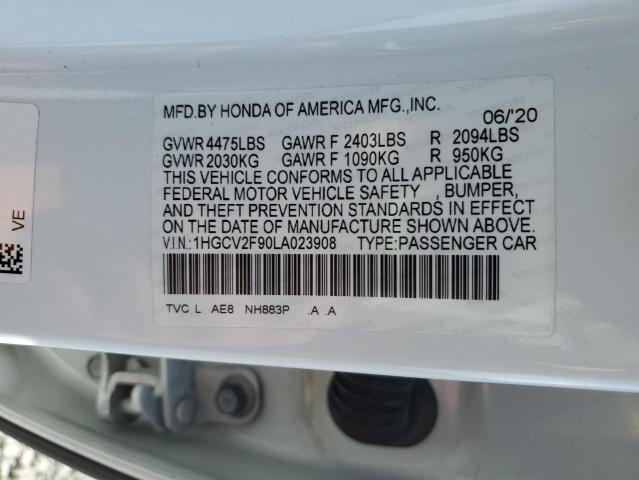 MFD.BY HONDA OF AMERICA MFG.,INC. 06/'20
GVWR 4475LBS GAWR F 2403LBS R 2094LBS
GVWR 2030KG GAWR F 1090KG R 950KG
THIS VEHICLE CONFORMS TO ALL APPLICABLE
FEDERAL MOTOR VEHICLE SAFETY , BUMPER,
AND THEFT PREVENTION STANDARDS IN EFFECT
ON THE DATE OF MANUFACTURE SHOWN ABOVE.
V.I.N.:1HGCV2F90LA023908 TYPE:PASSENGER CAR
TVC L AE8 NH883P .A .A
VE